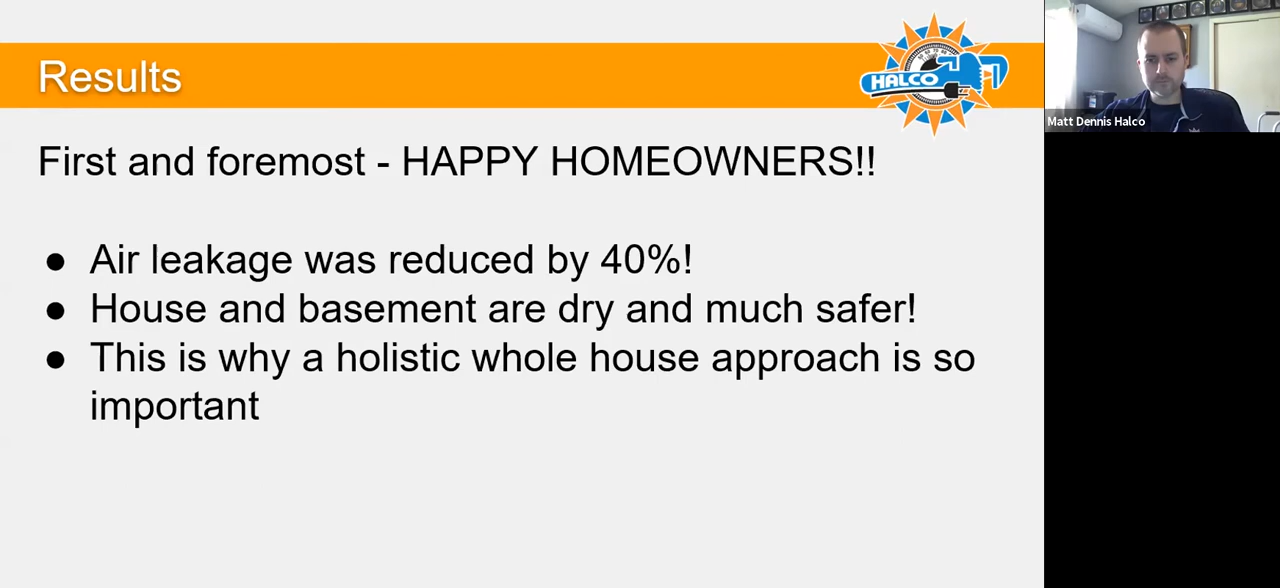 Results
HALCO
Matt Dennis Halco
First and foremost - HAPPY HOMEOWNERS!!
● Air leakage was reduced by 40%!
● House and basement are dry and much safer!
● This is why a holistic whole house approach is so
important